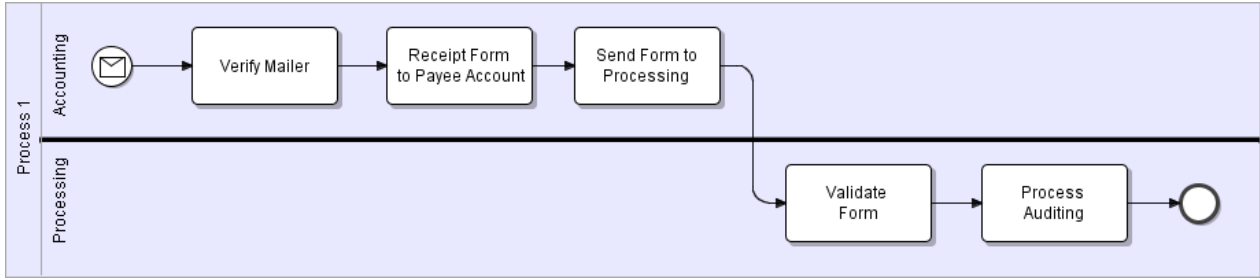 Process 1
Accounting
Verify Mailer
Receipt Form
to Payee Account
Send Form to
Processing
Processing
Validate
Form
Process
Auditing